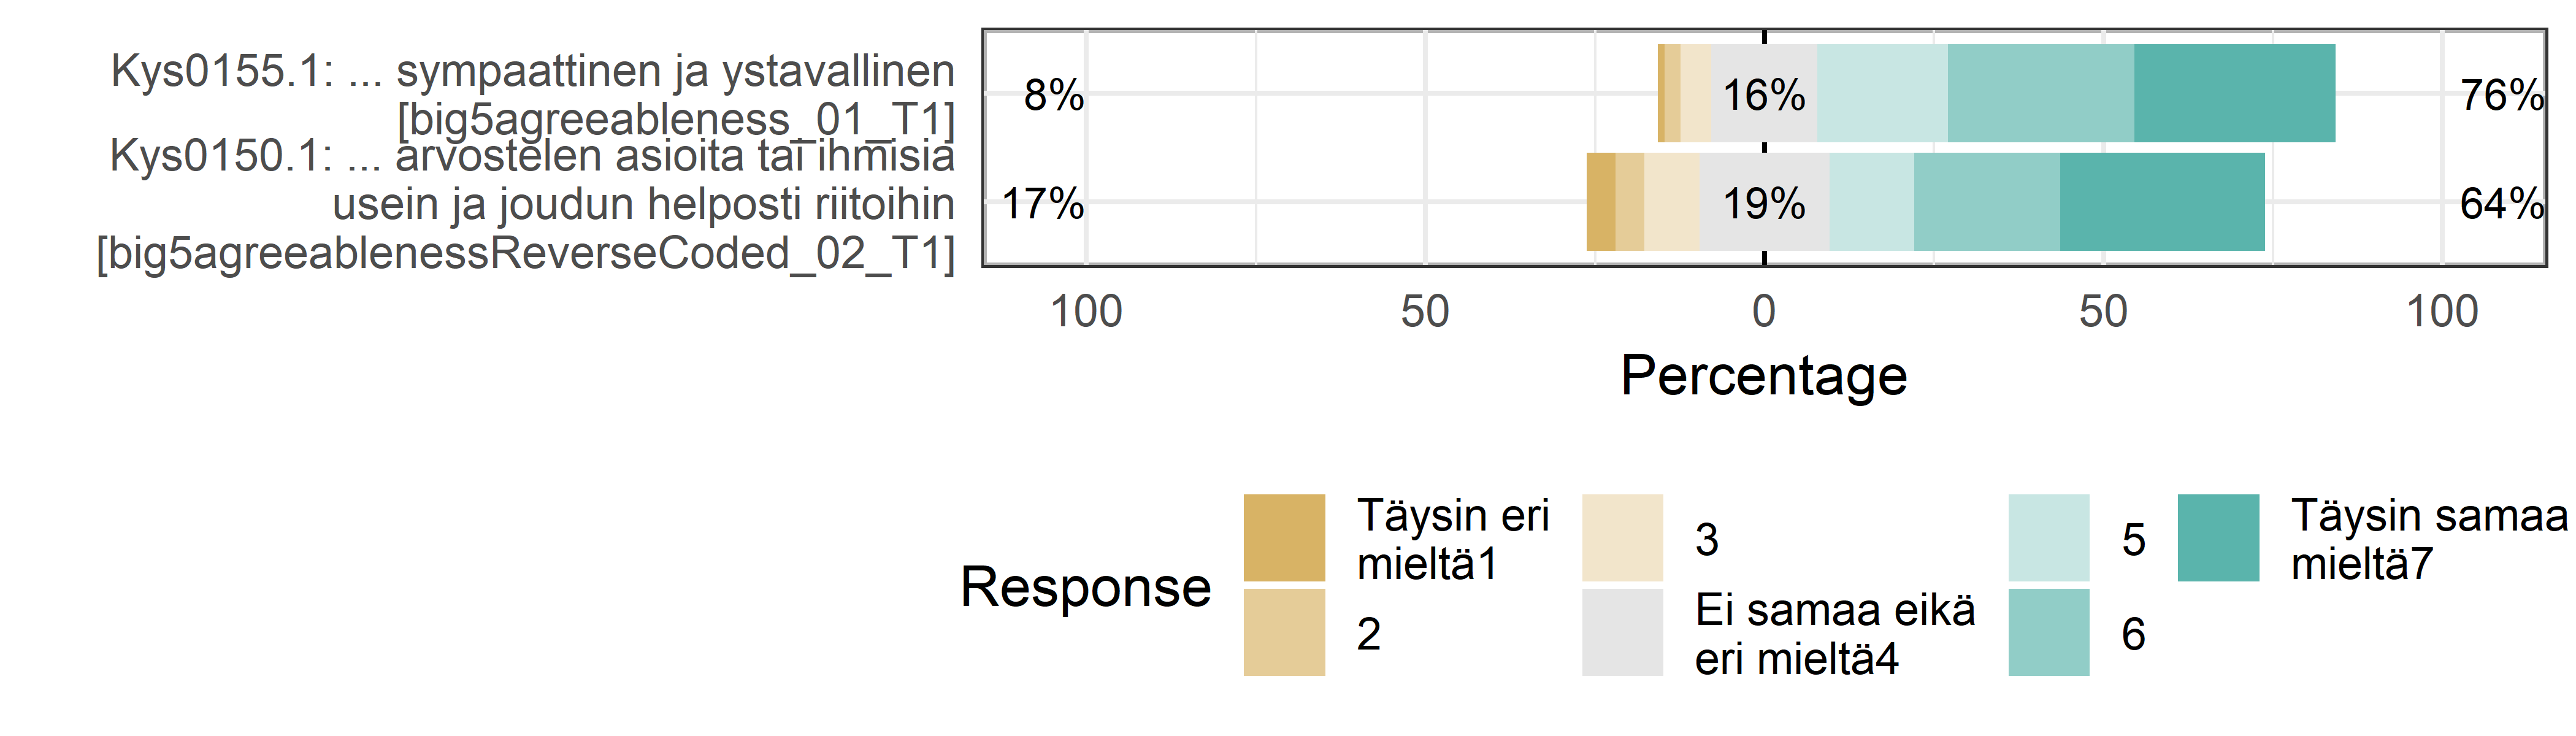 Kys0155.1: ... sympaattinen ja ystavallinen
[big5agreeableness_01_T1]
8%
16%
76%
Kys0150.1: ... arvostelen asioita tai ihmisia
usein ja joudun helposti riitoihin
[big5agreeablenessReverseCoded_02_T1]
17%
19%
64%
100
50
0
50
100
Percentage
Response
Täysin eri
mieltä1
2
3
Ei samaa eikä
eri mieltä4
5
6
Täysin samaa
mieltä7